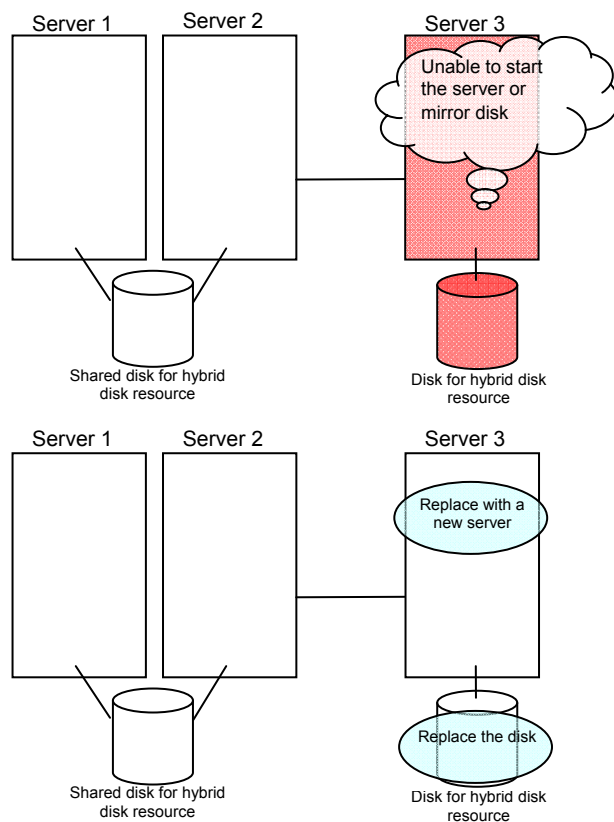 Server 1
Server 2
Server 3
Unable to start
the server or
mirror disk
Shared disk for hybrid
disk resource
Disk for hybrid disk
resource
Server 1
Server 2
Server 3
Replace with a
new server
Replace the disk
Shared disk for hybrid
disk resource
Disk for hybrid disk
resource